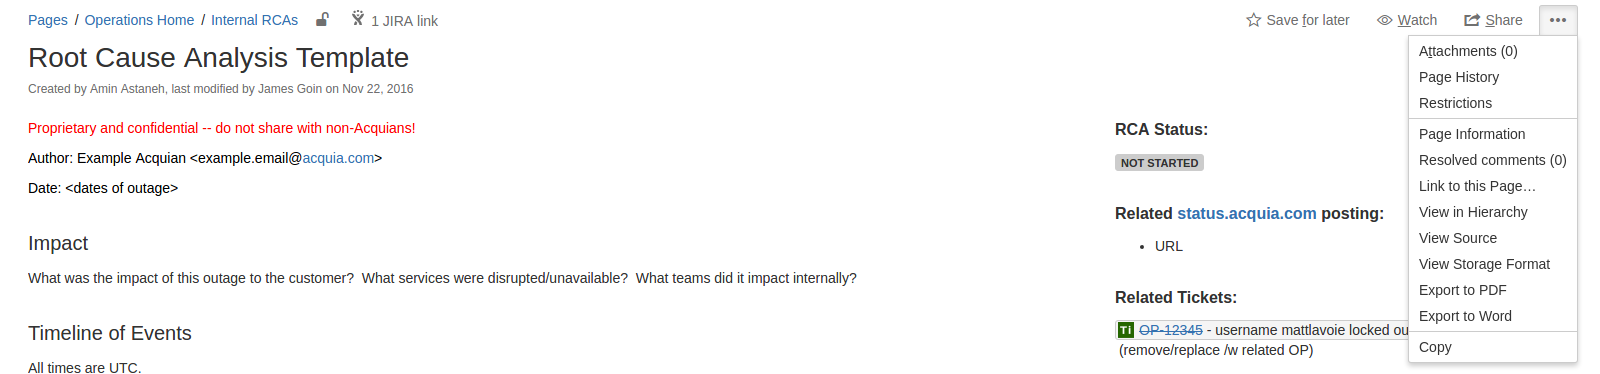 Pages / Operations Home / Internal RCAs 1 JIRA link
Save for later Watch Share
Root Cause Analysis Template
Created by Amin Astaneh, last modified by James Goin on Nov 22, 2016
Proprietary and confidential -- do not share with non-Acquians!
Author: Example Acquian <example.email@acquia.com>
Date: <dates of outage>
Impact
What was the impact of this outage to the customer?  What services were disrupted/unavailable?  What teams did it impact internally?
Timeline of Events
All times are UTC.
RCA Status:
NOT STARTED
Related status.acquia.com posting:
• URL
Related Tickets:
Ti OP-12345 - username mattlavoie locked ou
(remove/replace /w related OP)
Attachments (0)
Page History
Restrictions
Page Information
Resolved comments (0)
Link to this Page…
View in Hierarchy
View Source
View Storage Format
Export to PDF
Export to Word
Copy